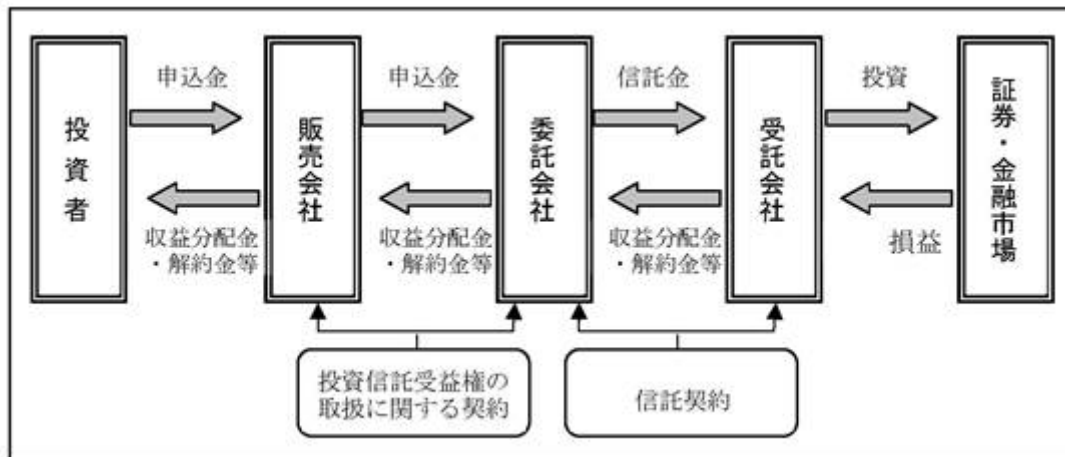 投資者
申込金
収益分配金
・解約金等
販売会社
申込金
収益分配金
・解約金等
委託会社
信託金
収益分配金
・解約金等
受託会社
投資
損益
証券・金融市場
投資信託受益権の
取扱に関する契約
信託契約